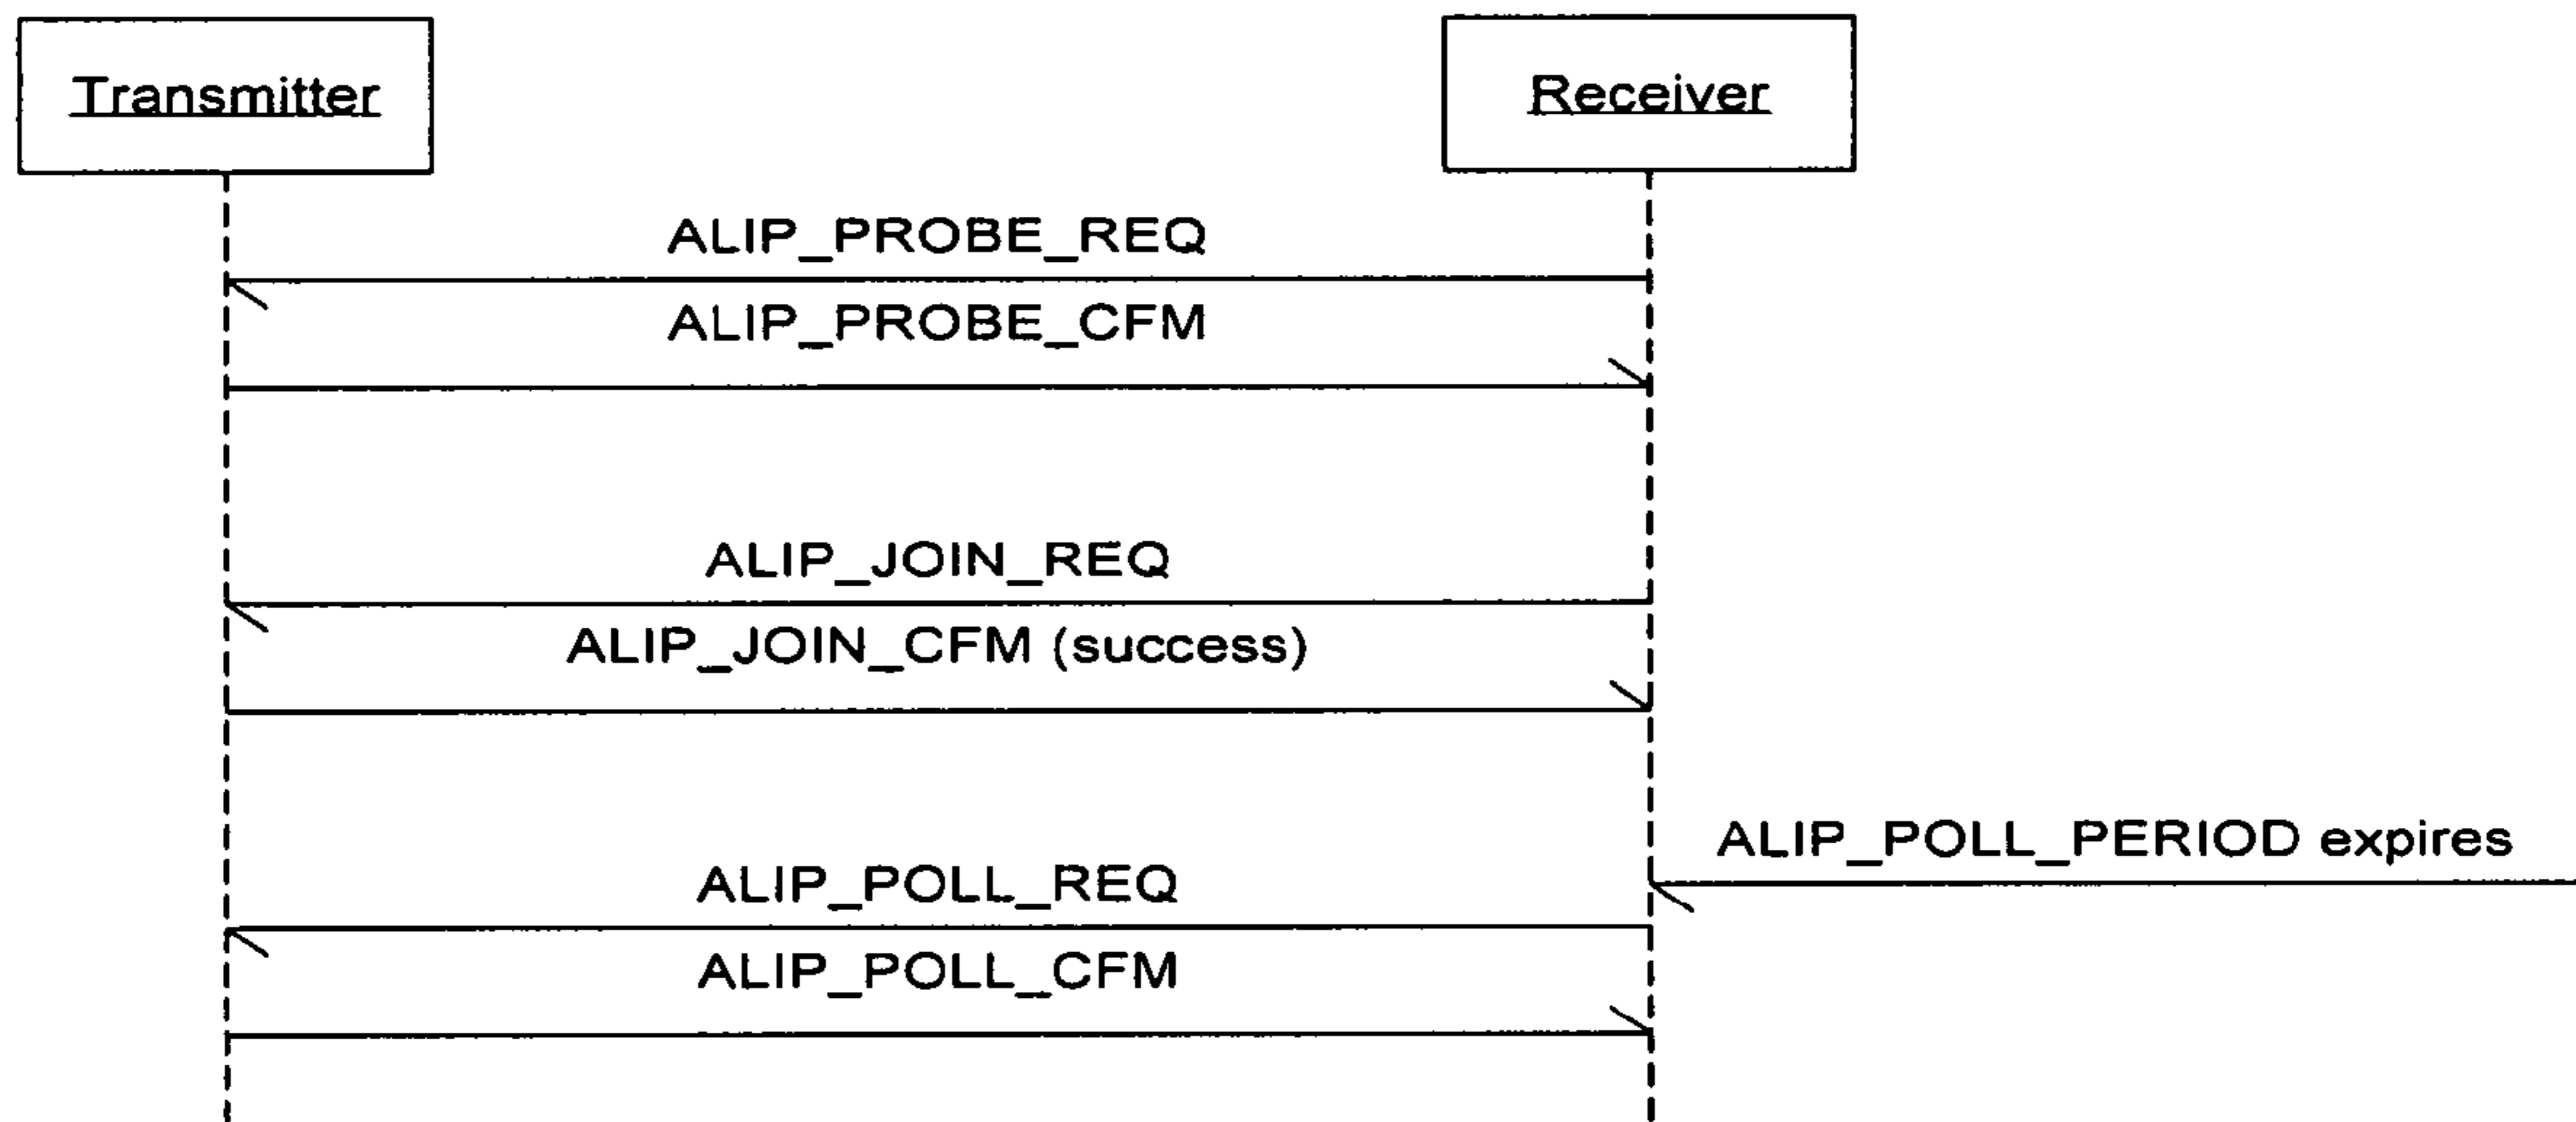 Transmitter
Receiver
ALIP_PROBE_REQ
ALIP_PROBE_CFM
ALIP_JOIN_REQ
ALIP_JOIN_CFM (success)
ALIP_POLL_PERIOD expires
ALIP_POLL_REQ
ALIP_POLL_CFM